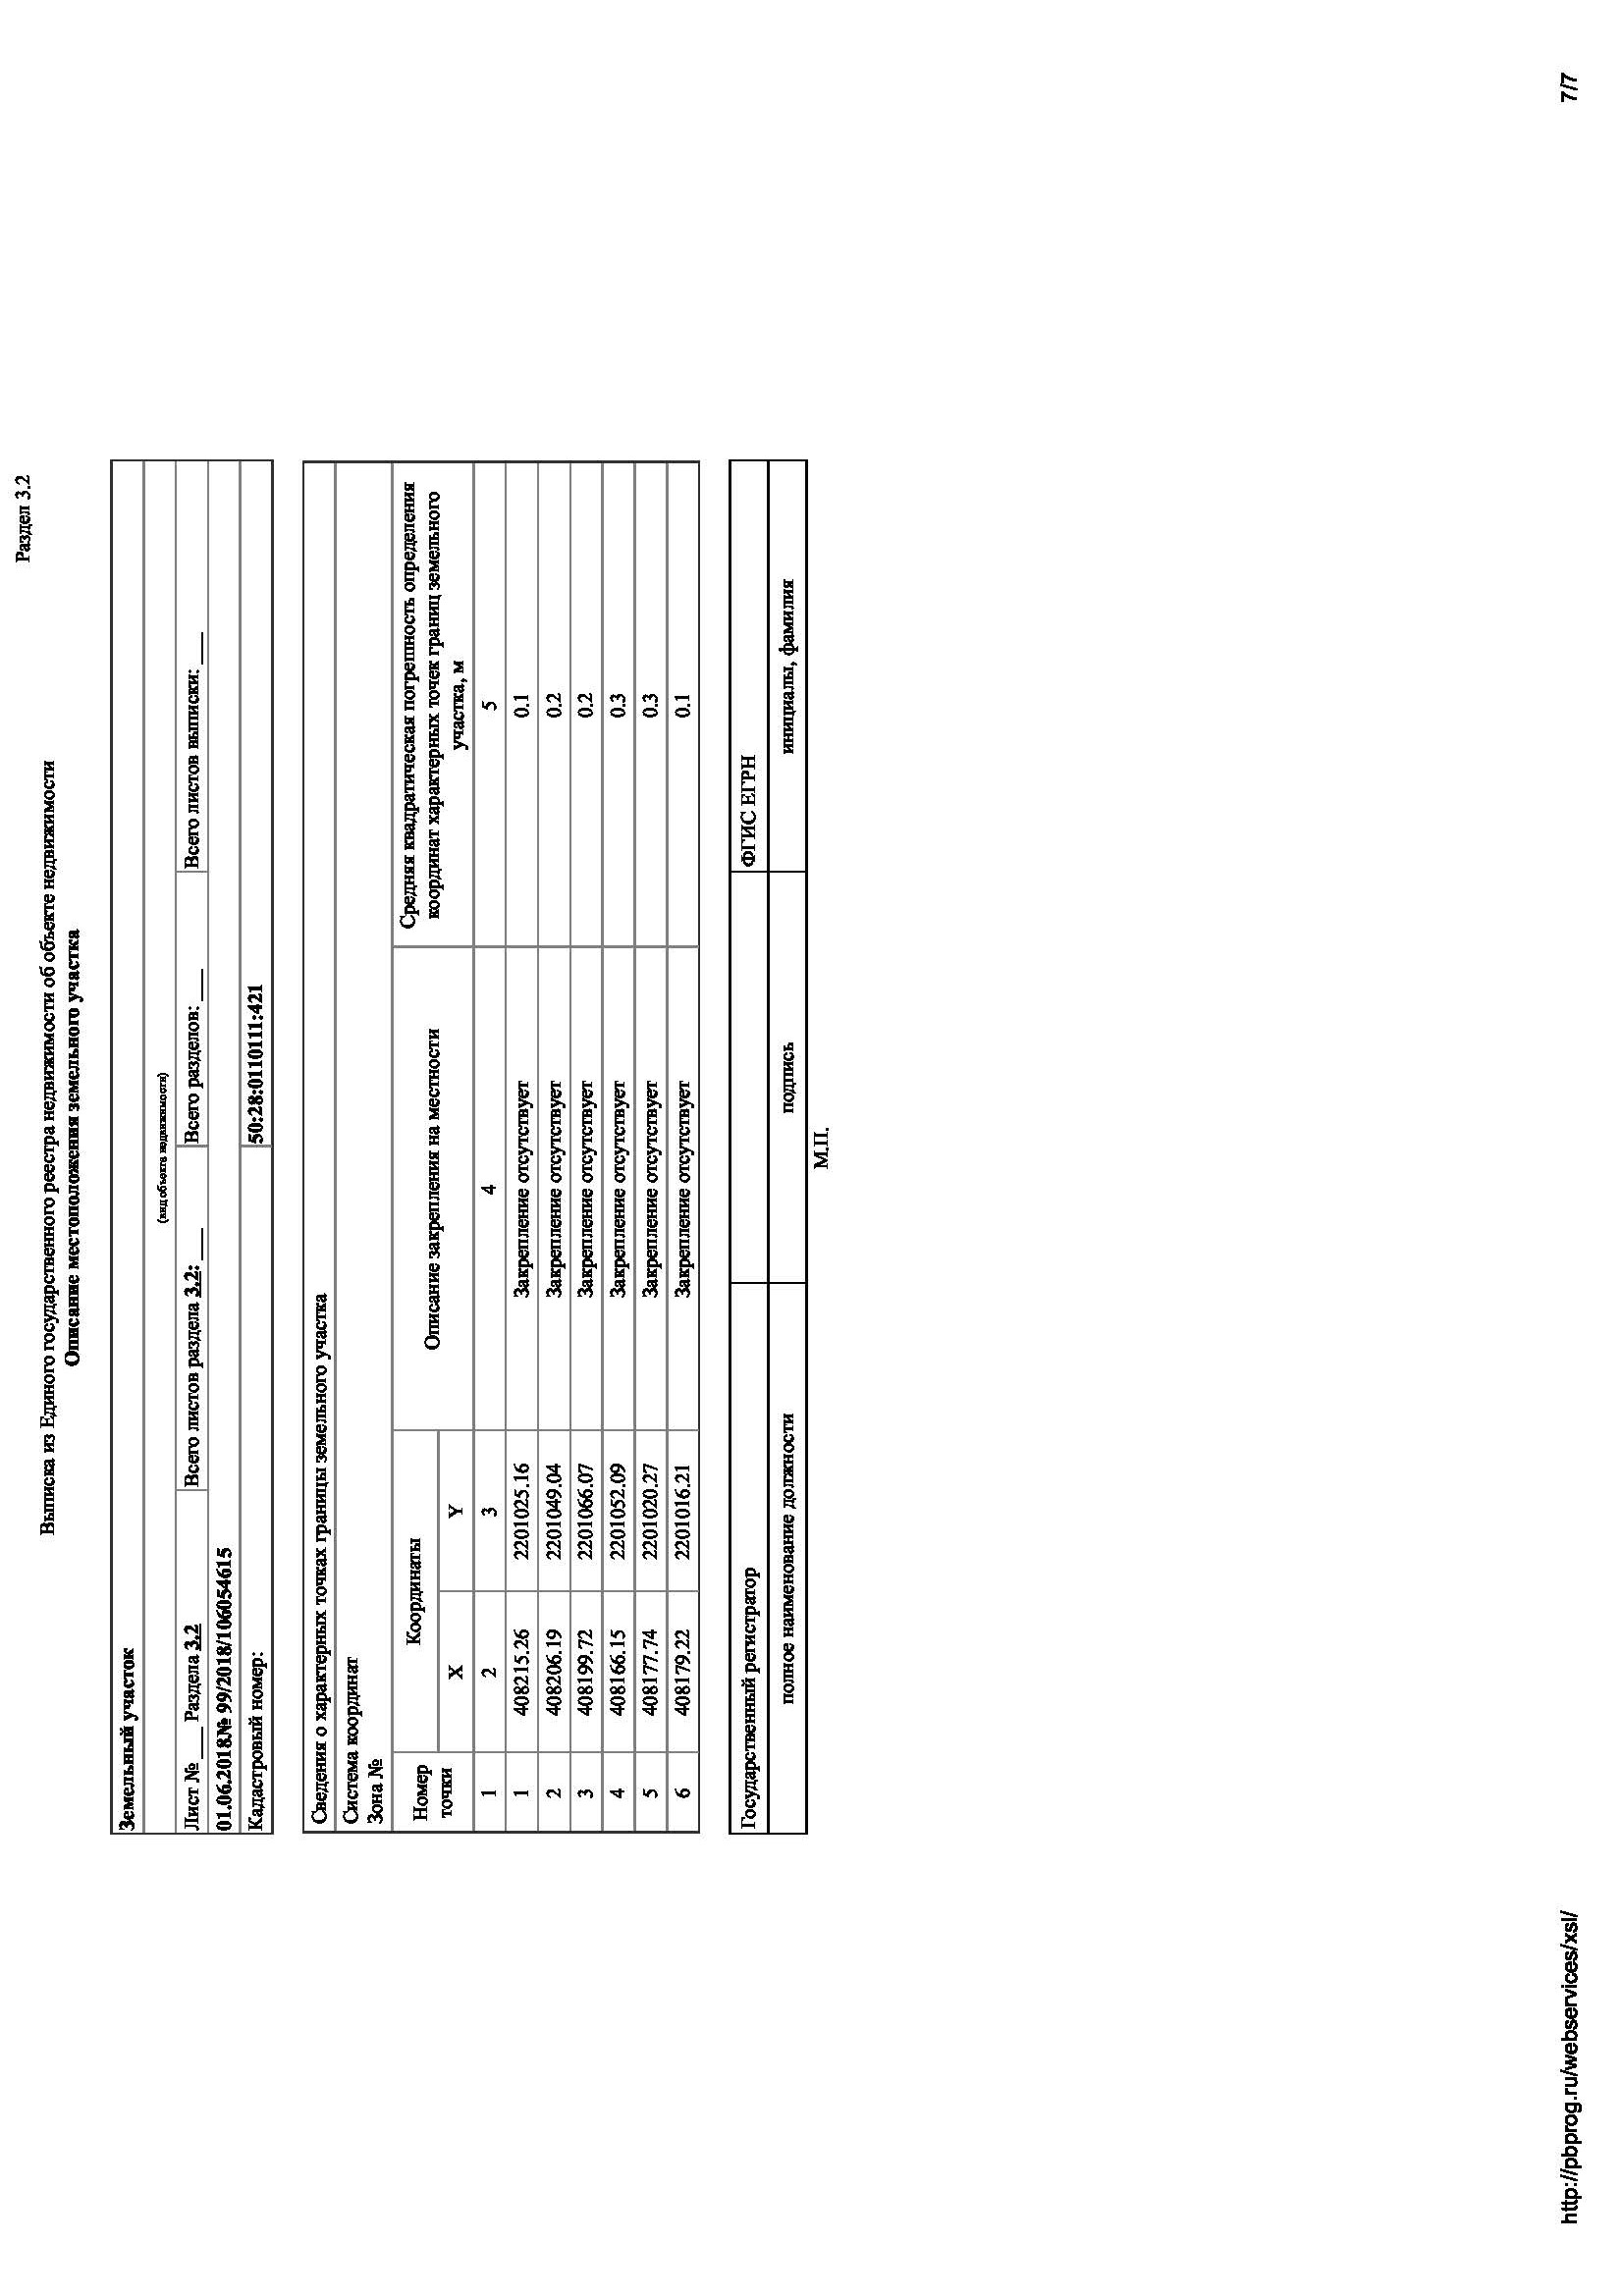 Раздел 3.2
Выписка из Единого государственного реестра недвижимости об объекте недвижимости
Описание местоположения земельного участка
Земельный участок
(вид объекта недвижимости)
Лист № ___ Раздела 3.2 Всего листов раздела 3.2: ___ Всего разделов: ___ Всего листов выписки: ___
01.06.2018№ 99/2018/106054615
Кадастровый номер: 50:28:0110111:421
Сведения о характерных точках границы земельного участка
Система координат
Зона №
Номер точки Координаты Описание закрепления на местности Средняя квадратическая погрешность определения координат характерных точек границ земельного участка, м
X Y
1 2 3 4 5
1 408215.26 2201025.16 Закрепление отсутствует 0.1
2 408206.19 2201049.04 Закрепление отсутствует 0.2
3 408199.72 2201066.07 Закрепление отсутствует 0.2
4 408166.15 2201052.09 Закрепление отсутствует 0.3
5 408177.74 2201020.27 Закрепление отсутствует 0.3
6 408179.22 2201016.21 Закрепление отсутствует 0.1
Государственный регистратор ФГИС ЕГРН
полное наименование должности подпись инициалы, фамилия
М.П.
http://pbprog.ru/webservices/xsl/ 7/7